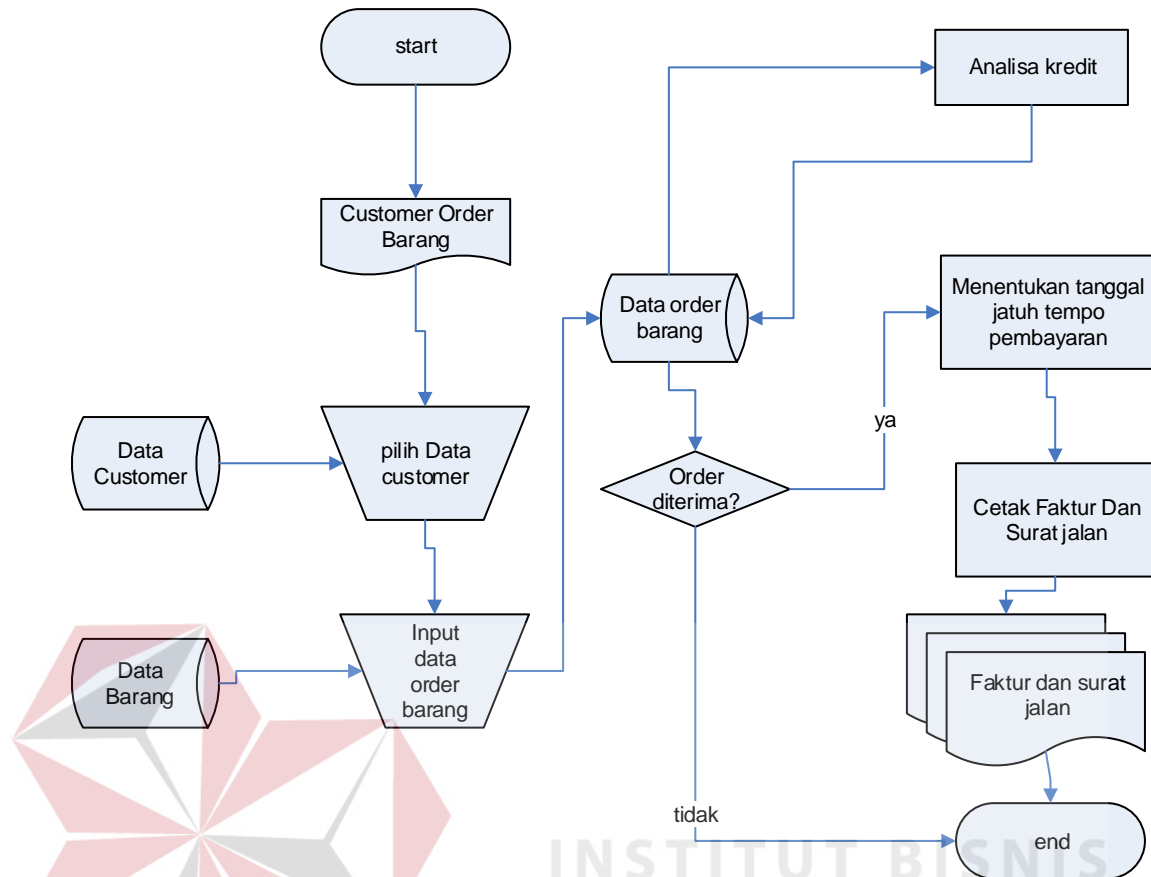 start
Customer Order
Barang
Data
Customer
pilih Data
customer
Data
Barang
Input
data
order
barang
Data order
barang
Analisa kredit
Order
diterima?
ya
tidak
Menentukan tanggal
jatuh tempo
pembayaran
Cetak Faktur Dan
Surat jalan
Faktur dan surat
jalan
end
INSTITUT BISNIS